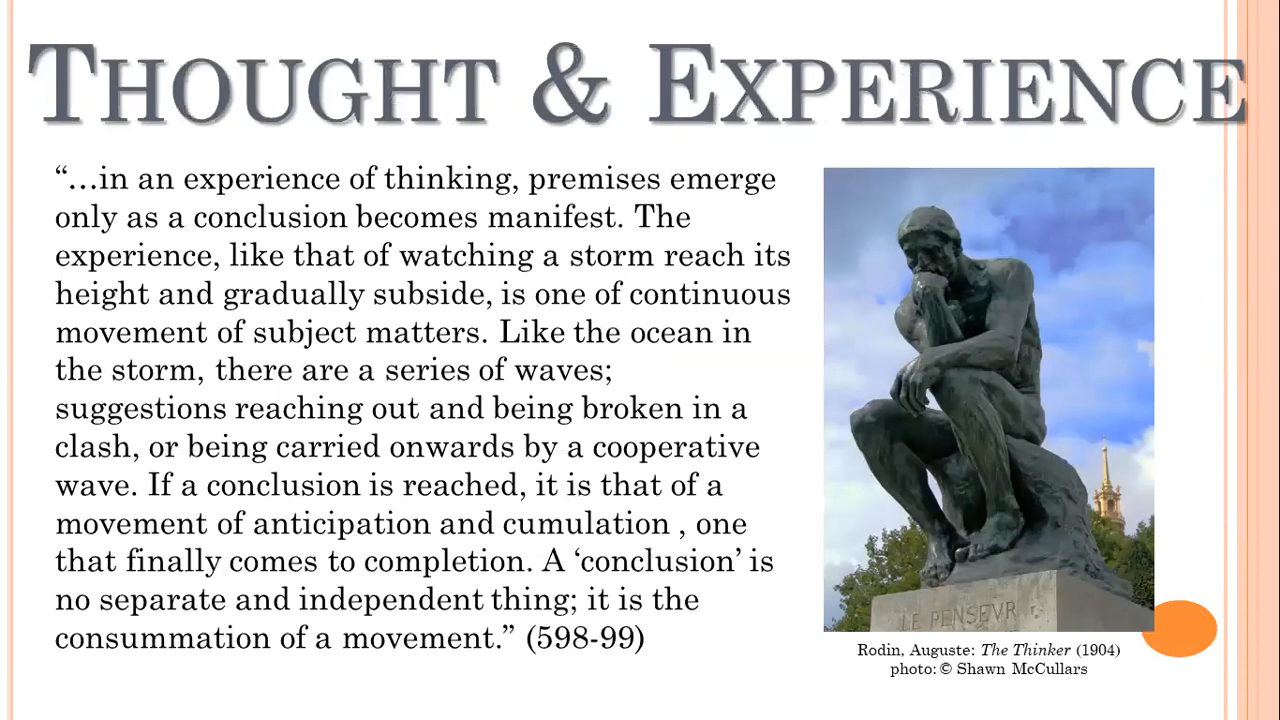 THOUGHT & EXPERIENCE
“…in an experience of thinking, premises emerge
only as a conclusion becomes manifest. The
experience, like that of watching a storm reach its
height and gradually subside, is one of continuous
movement of subject matters. Like the ocean in
the storm, there are a series of waves;
suggestions reaching out and being broken in a
clash, or being carried onwards by a cooperative
wave. If a conclusion is reached, it is that of a
movement of anticipation and cumulation , one
that finally comes to completion. A ‘conclusion’ is
no separate and independent thing; it is the
consummation of a movement.” (598-99)
LE PENSEVR
Rodin, Auguste: The Thinker (1904)
photo: © Shawn McCullars